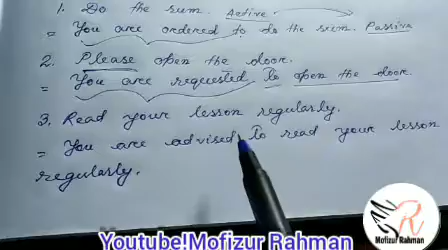 1. Do the sum. Active
= You are ordered to do the sum. Passive
2. Please open the door.
= You are requested to open the door.
3. Read your lesson regularly.
= You are advised to read your lesson
regularly.
R
Mofizur Rahman
Youtube!Mofizur Rahman